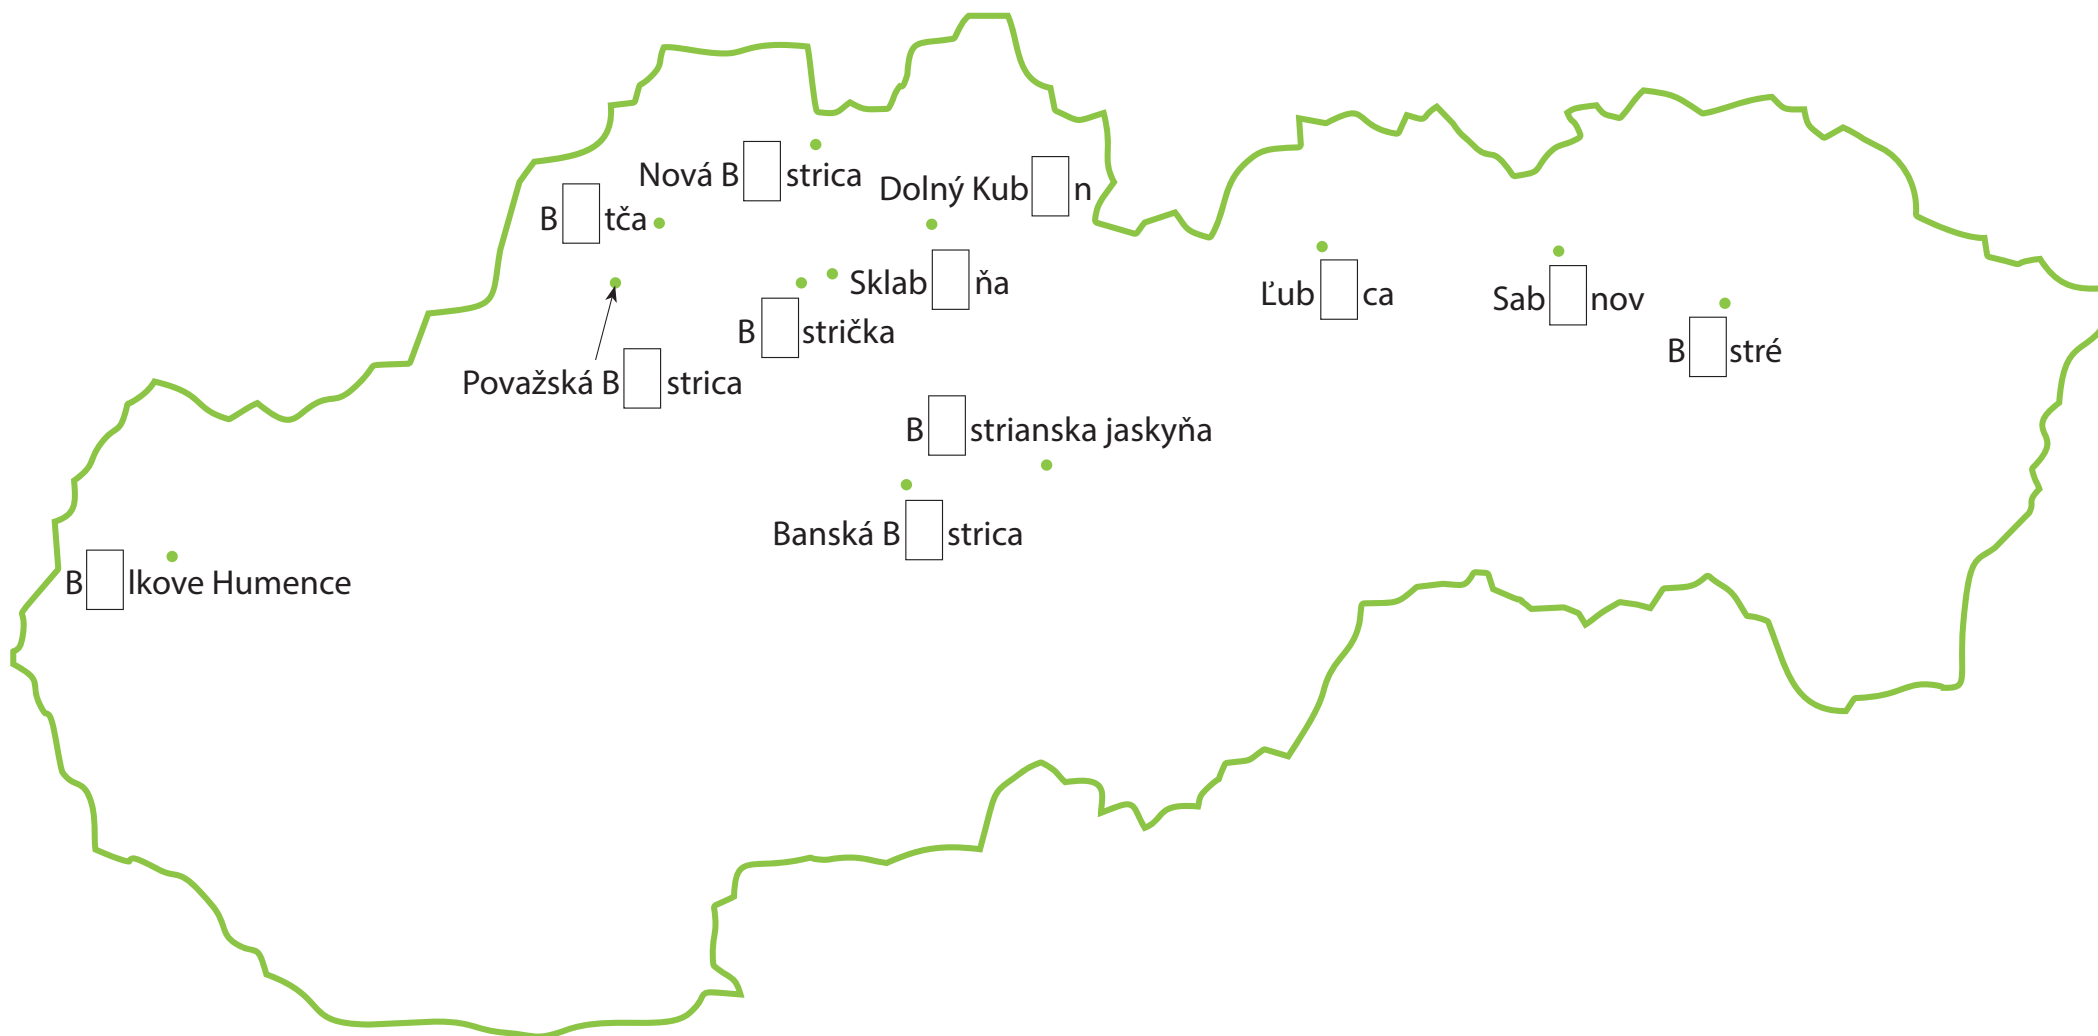 Nová B strica
Dolný Kub n
B tča
Sklab ňa
Ľub ca
Sab nov
B strička
B stré
Považská B strica
B strianska jaskyňa
Banská B strica
B lkove Humence